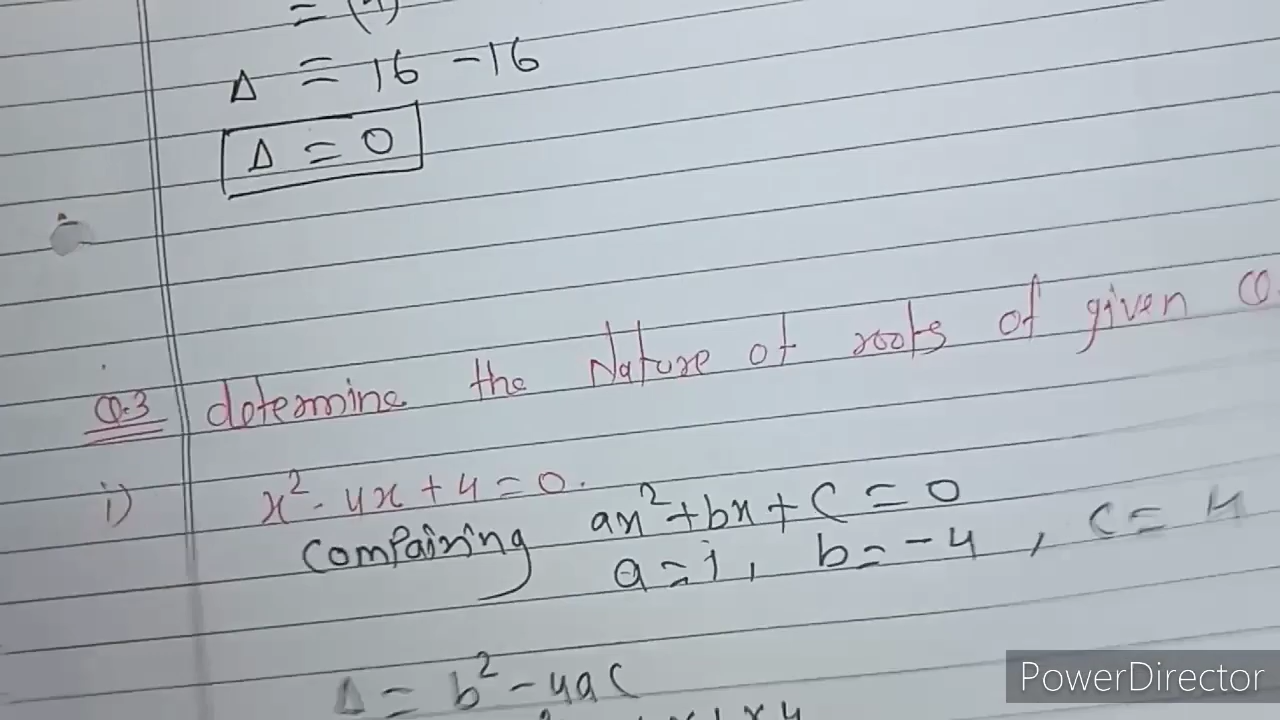 Δ = 16 - 16
Δ = 0
Q.3 determine the Nature of roots of given Q.
i) x² - 4x + 4 = 0.
Compairing ax² + bx + c = 0
a = 1, b = -4, c = 4
Δ = b² - 4ac
PowerDirector